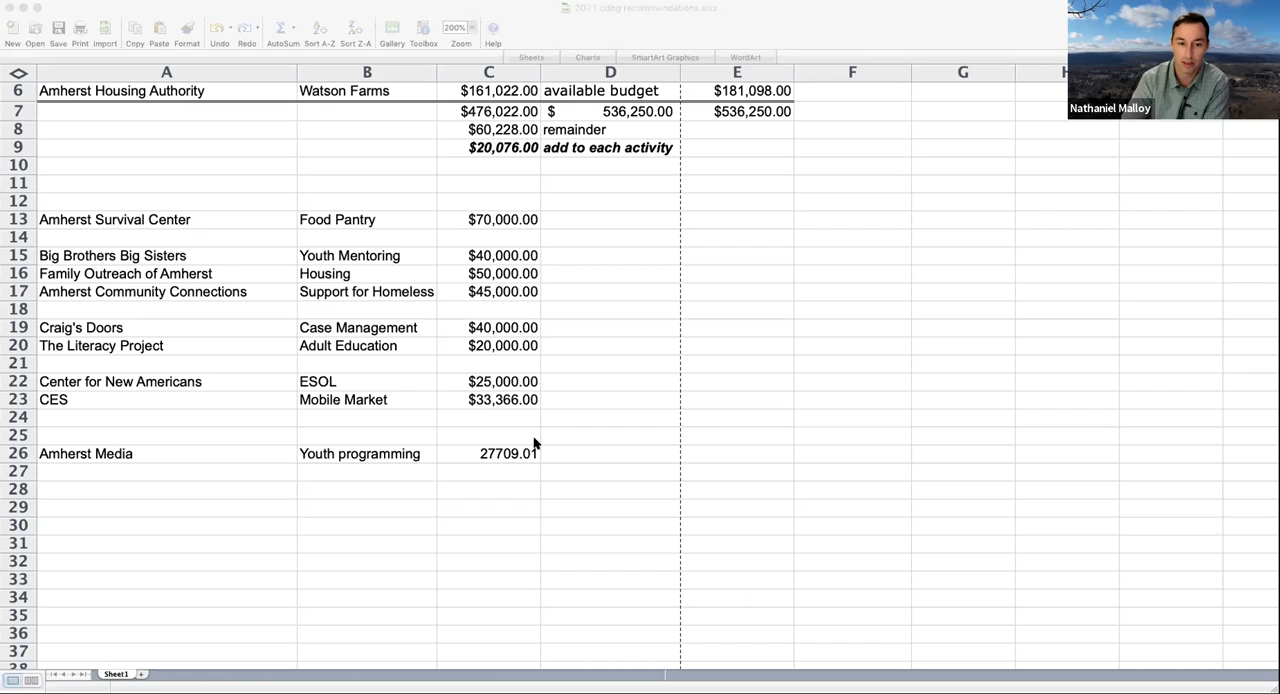 2021 cdbg recommendations.xlsx
New Open Save Print Import Copy Paste Format Undo Redo AutoSum Sort A-Z Sort Z-A Gallery Toolbox Zoom Help
200%
Sheets Charts SmartArt Graphics WordArt
A B C D E F G H
6 Amherst Housing Authority Watson Farms $161,022.00 available budget $181,098.00
7 $476,022.00 $ 536,250.00 $536,250.00
8 $60,228.00 remainder
9 $20,076.00 add to each activity
10
11
12
13 Amherst Survival Center Food Pantry $70,000.00
14
15 Big Brothers Big Sisters Youth Mentoring $40,000.00
16 Family Outreach of Amherst Housing $50,000.00
17 Amherst Community Connections Support for Homeless $45,000.00
18
19 Craig's Doors Case Management $40,000.00
20 The Literacy Project Adult Education $20,000.00
21
22 Center for New Americans ESOL $25,000.00
23 CES Mobile Market $33,366.00
24
25
26 Amherst Media Youth programming 27709.01
27
28
29
30
31
32
33
34
35
36
37
38
Sheet1
Nathaniel Malloy